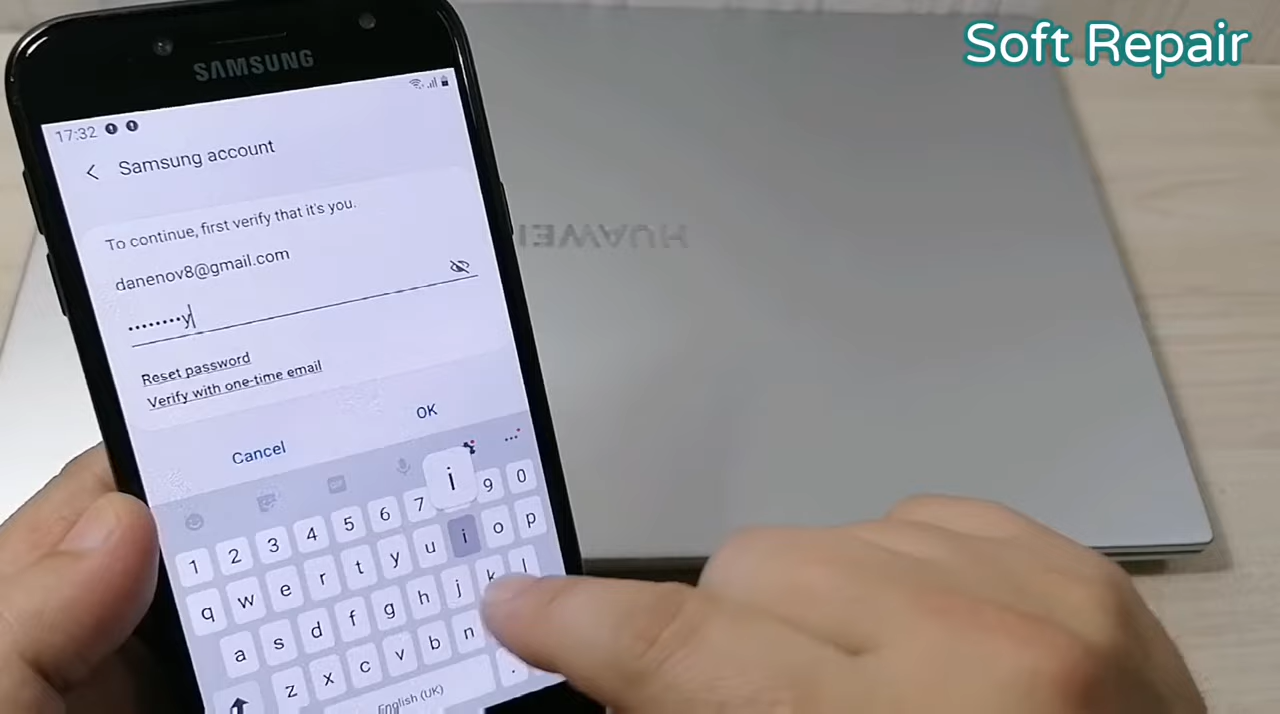 Soft Repair
SAMSUNG
17:32
Samsung account
To continue, first verify that it's you.
danenov8@gmail.com
••••••••y
Reset password
Verify with one-time email
Cancel
OK
HUAWEI
i
1 2 3 4 5 6 7 9 0
q w e r t y u i o p
a s d f g h j k l
z x c v b n
English (UK) .